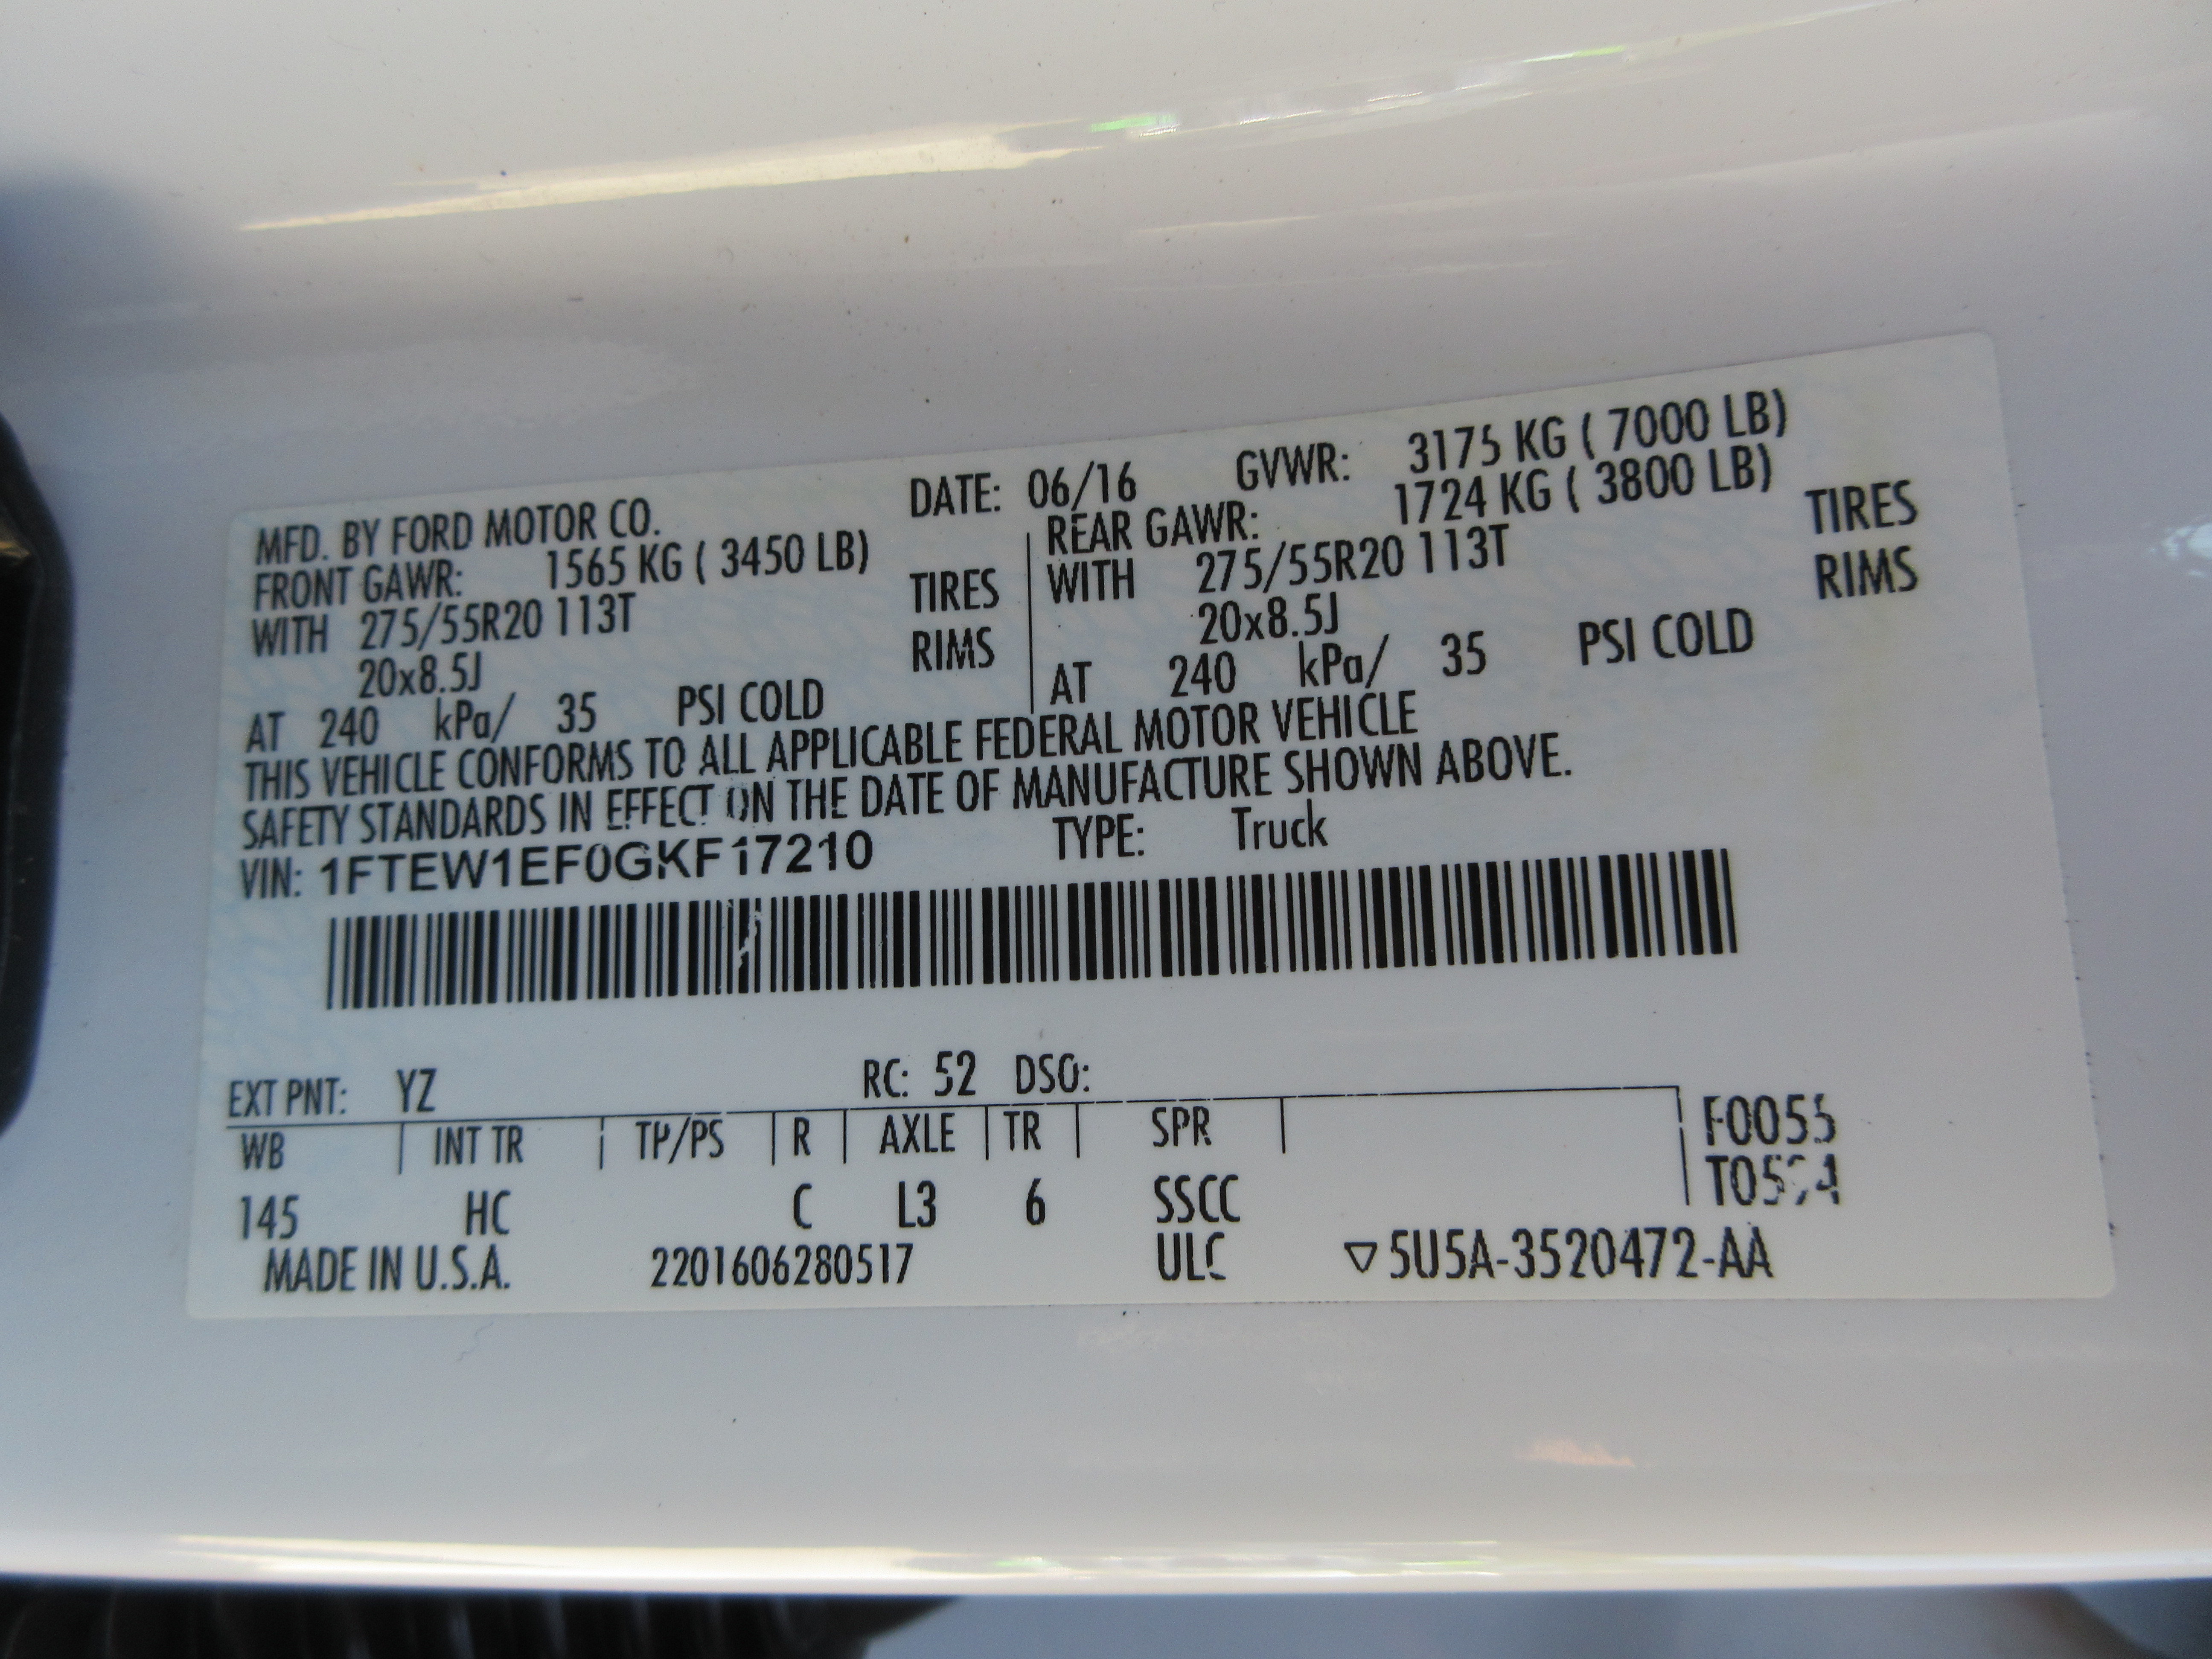 MFD. BY FORD MOTOR CO. DATE: 06/16 GVWR: 3175 KG ( 7000 LB)
FRONT GAWR: 1565 KG ( 3450 LB) REAR GAWR: 1724 KG ( 3800 LB)
WITH 275/55R20 113T TIRES WITH 275/55R20 113T TIRES
20x8.5J RIMS 20x8.5J RIMS
AT 240 kPa/ 35 PSI COLD AT 240 kPa/ 35 PSI COLD
THIS VEHICLE CONFORMS TO ALL APPLICABLE FEDERAL MOTOR VEHICLE
SAFETY STANDARDS IN EFFECT ON THE DATE OF MANUFACTURE SHOWN ABOVE.
VIN: 1FTEW1EF0GKF17210 TYPE: Truck
EXT PNT: YZ RC: 52 DSO:
WB INT TR TP/PS R AXLE TR SPR F0055
145 HC C L3 6 SSCC
MADE IN U.S.A. 2201606280517 ULC ▽5U5A-3520472-AA